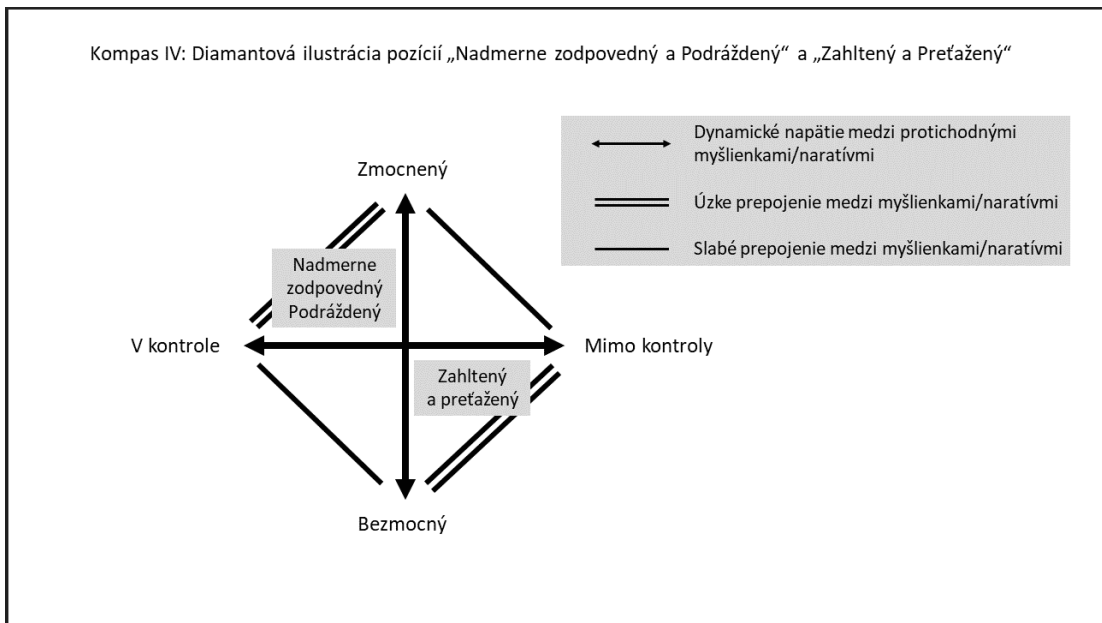 Kompas IV: Diamantová ilustrácia pozícií „Nadmerne zodpovedný a Podráždený“ a „Zahltený a Preťažený“
Dynamické napätie medzi protichodnými
myšlienkami/naratívmi
Úzke prepojenie medzi myšlienkami/naratívmi
Slabé prepojenie medzi myšlienkami/naratívmi
Zmocnený
Nadmerne
zodpovedný
Podráždený
V kontrole
Mimo kontroly
Zahltený
a preťažený
Bezmocný